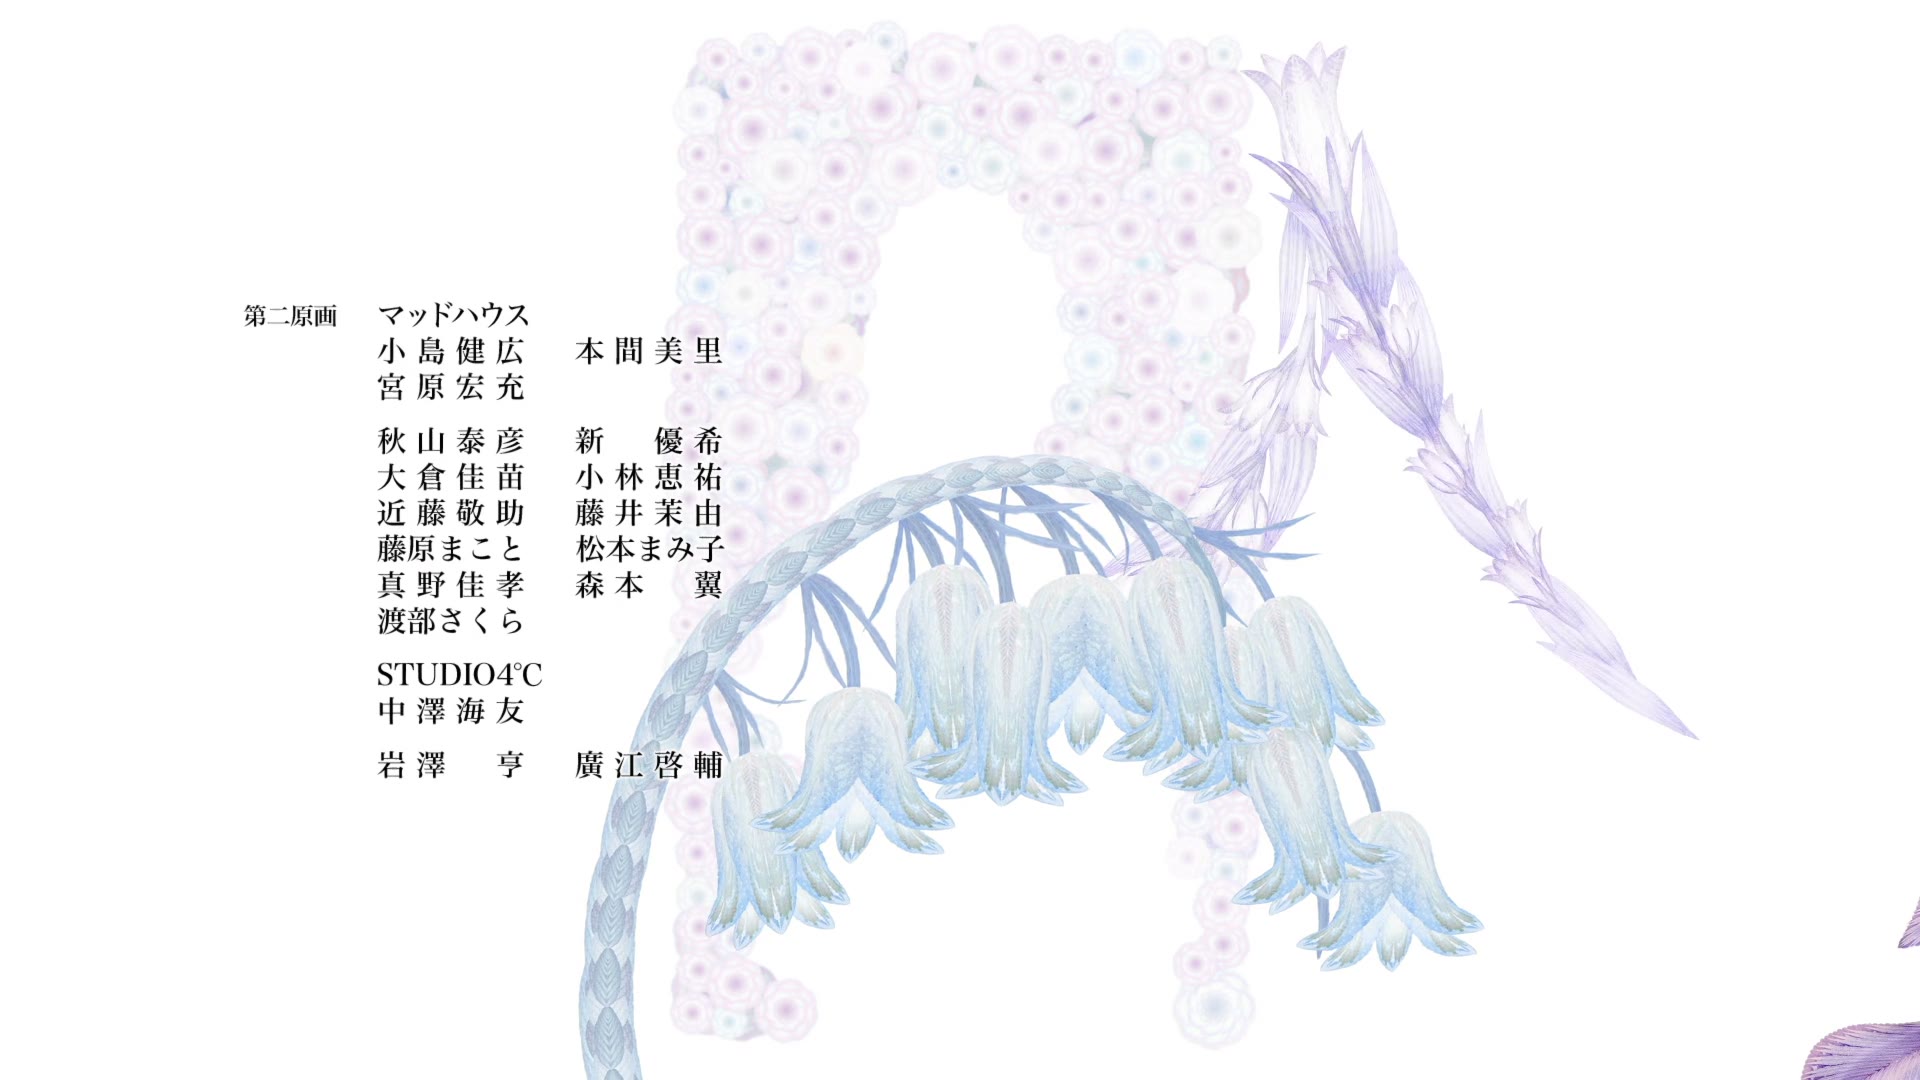 第二原画 マッドハウス
小島健広 本間美里
宮原宏充
秋山泰彦 新 優希
大倉佳苗 小林恵祐
近藤敬助 藤井茉由
藤原まこと 松本まみ子
真野佳孝 森本 翼
渡部さくら
STUDIO4℃
中澤海友
岩澤 亨 廣江啓輔